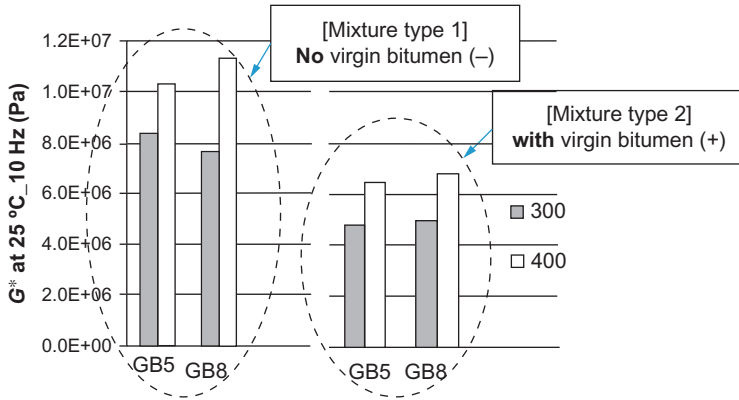 [Mixture type 1]
No virgin bitumen (–)
[Mixture type 2]
with virgin bitumen (+)
G* at 25 ºC_10 Hz (Pa)
1.2E+07
1.0E+07
8.0E+06
6.0E+06
4.0E+06
2.0E+06
0.0E+00
GB5 GB8
GB5 GB8
300
400